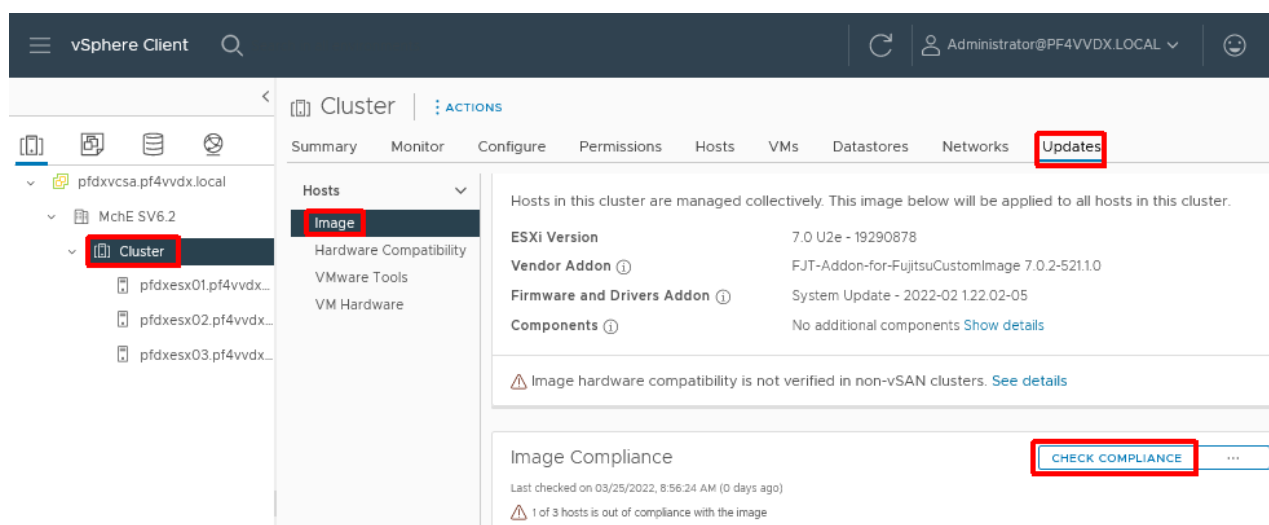 vSphere Client
Administrator@PF4VVDX.LOCAL
Cluster
ACTIONS
Summary Monitor Configure Permissions Hosts VMs Datastores Networks Updates
pfdxvcsa.pf4vvdx.local
MchE SV6.2
Cluster
pfdxesx01.pf4vvdx...
pfdxesx02.pf4vvdx...
pfdxesx03.pf4vvdx...
Hosts
Image
Hardware Compatibility
VMware Tools
VM Hardware
Hosts in this cluster are managed collectively. This image below will be applied to all hosts in this cluster.
ESXi Version 7.0 U2e - 19290878
Vendor Addon FJT-Addon-for-FujitsuCustomImage 7.0.2-521.1.0
Firmware and Drivers Addon System Update - 2022-02 1.22.02-05
Components No additional components Show details
Image hardware compatibility is not verified in non-vSAN clusters. See details
Image Compliance
CHECK COMPLIANCE ...
Last checked on 03/25/2022, 8:56:24 AM (0 days ago)
1 of 3 hosts is out of compliance with the image